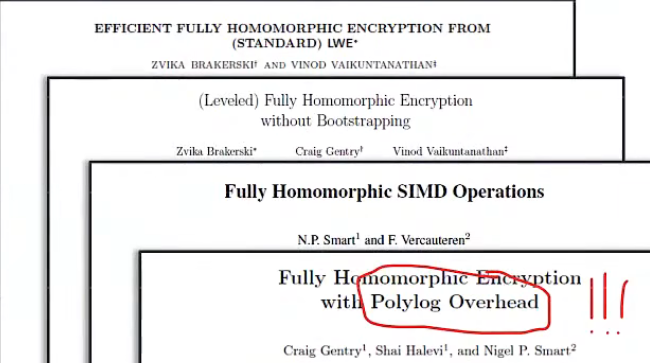 EFFICIENT FULLY HOMOMORPHIC ENCRYPTION FROM
(STANDARD) LWE*
ZVIKA BRAKERSKI† AND VINOD VAIKUNTANATHAN‡
(Leveled) Fully Homomorphic Encryption
without Bootstrapping
Zvika Brakerski* Craig Gentry† Vinod Vaikuntanathan‡
Fully Homomorphic SIMD Operations
N.P. Smart¹ and F. Vercauteren²
Fully Homomorphic Encryption
with Polylog Overhead
!!!
Craig Gentry¹, Shai Halevi¹, and Nigel P. Smart²